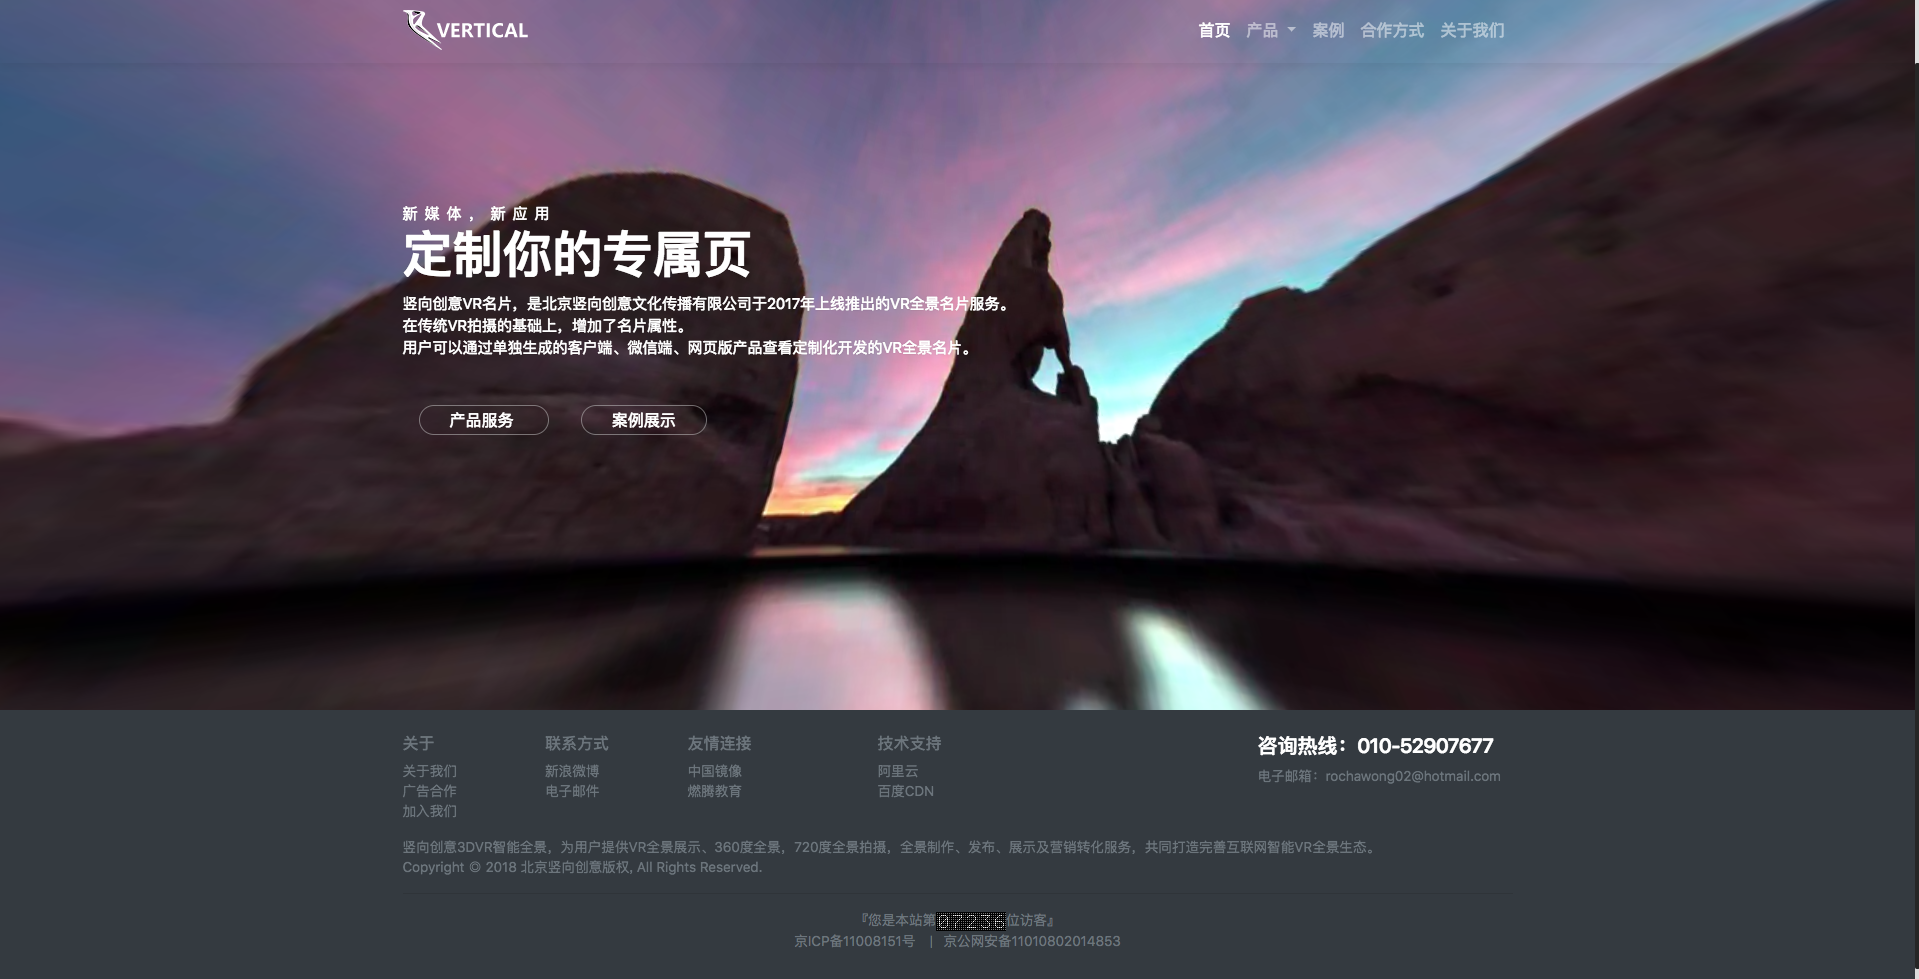 VERTICAL
首页 产品 案例 合作方式 关于我们
新媒体，新应用
定制你的专属页
竖向创意VR名片，是北京竖向创意文化传播有限公司于2017年上线推出的VR全景名片服务。
在传统VR拍摄的基础上，增加了名片属性。
用户可以通过单独生成的客户端、微信端、网页版产品查看定制化开发的VR全景名片。
产品服务 案例展示
关于 联系方式 友情连接 技术支持 咨询热线：010-52907677
关于我们 新浪微博 中国镜像 阿里云 电子邮箱：rochawong02@hotmail.com
广告合作 电子邮件 燃腾教育 百度CDN
加入我们
竖向创意3DVR智能全景，为用户提供VR全景展示、360度全景，720度全景拍摄，全景制作、发布、展示及营销转化服务，共同打造完善互联网智能VR全景生态。
Copyright © 2018 北京竖向创意版权, All Rights Reserved.
『您是本站第07236位访客』
京ICP备11008151号 | 京公网安备11010802014853